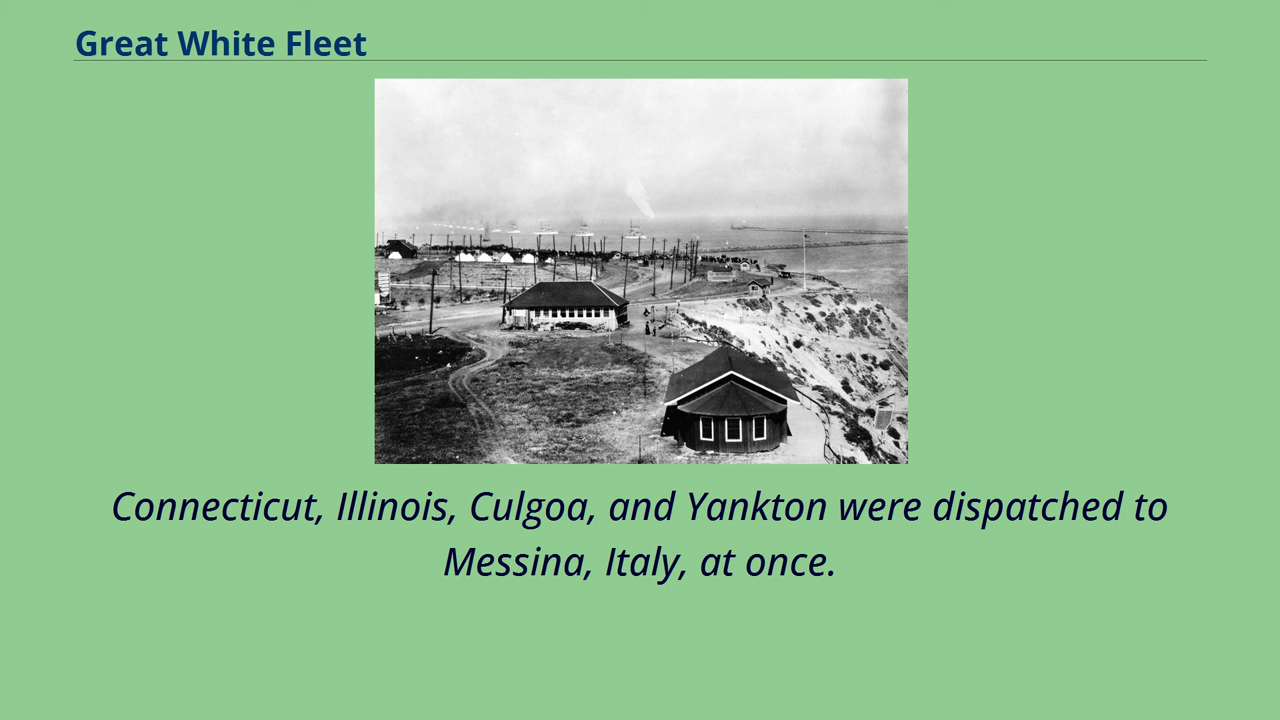 Great White Fleet
Connecticut, Illinois, Culgoa, and Yankton were dispatched to
Messina, Italy, at once.